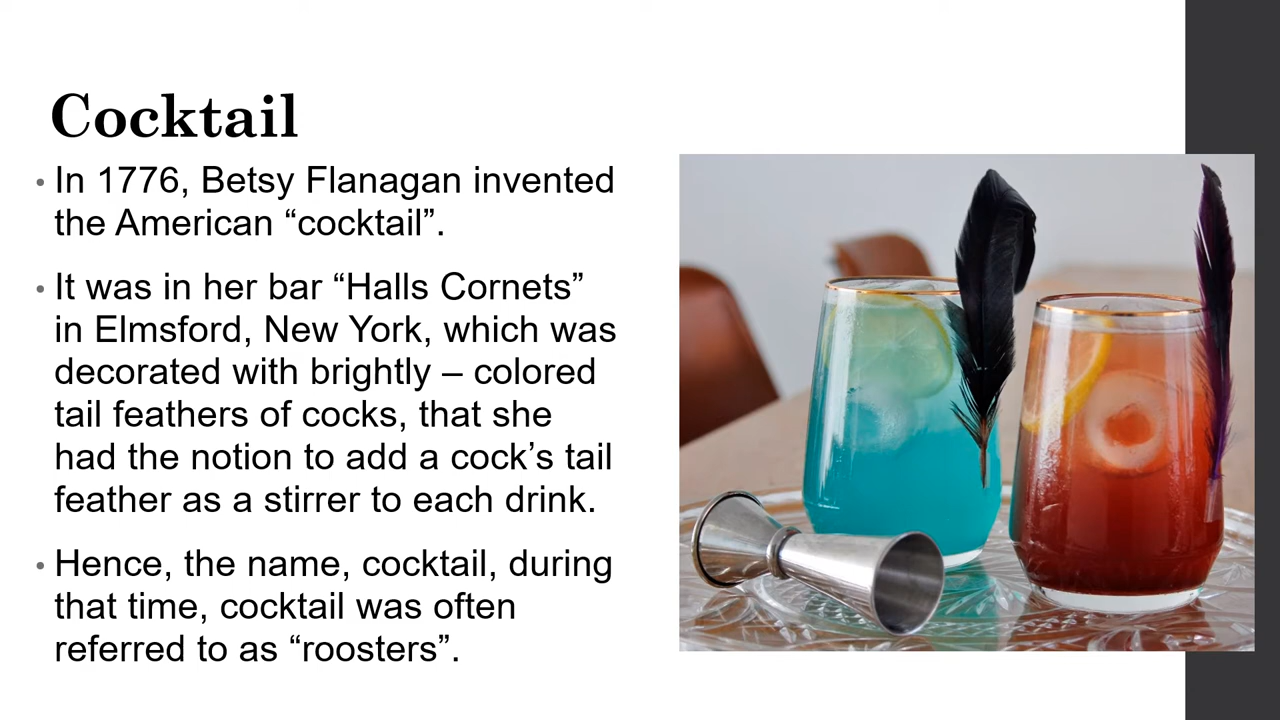 Cocktail
• In 1776, Betsy Flanagan invented
the American “cocktail”.
• It was in her bar “Halls Cornets”
in Elmsford, New York, which was
decorated with brightly – colored
tail feathers of cocks, that she
had the notion to add a cock’s tail
feather as a stirrer to each drink.
• Hence, the name, cocktail, during
that time, cocktail was often
referred to as “roosters”.